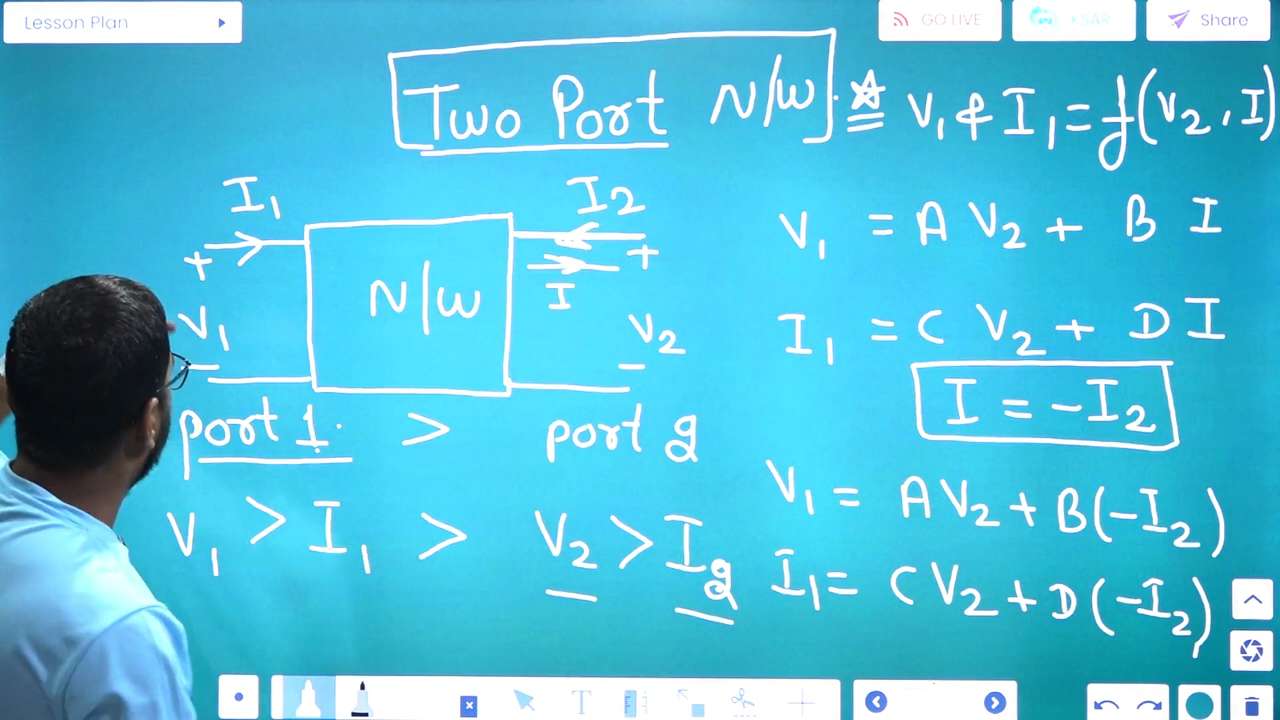 Lesson Plan
GO LIVE
KSAR
Share
Two Port N/W
V1 & I1 = f(V2, I)
I1
I2
+
N/W
+
I
V1
V2
-
-
V1 = A V2 + B I
I1 = C V2 + D I
I = -I2
port 1 > port 2
V1 > I1 > V2 > I2
V1 = AV2 + B(-I2)
I1 = CV2 + D(-I2)
T